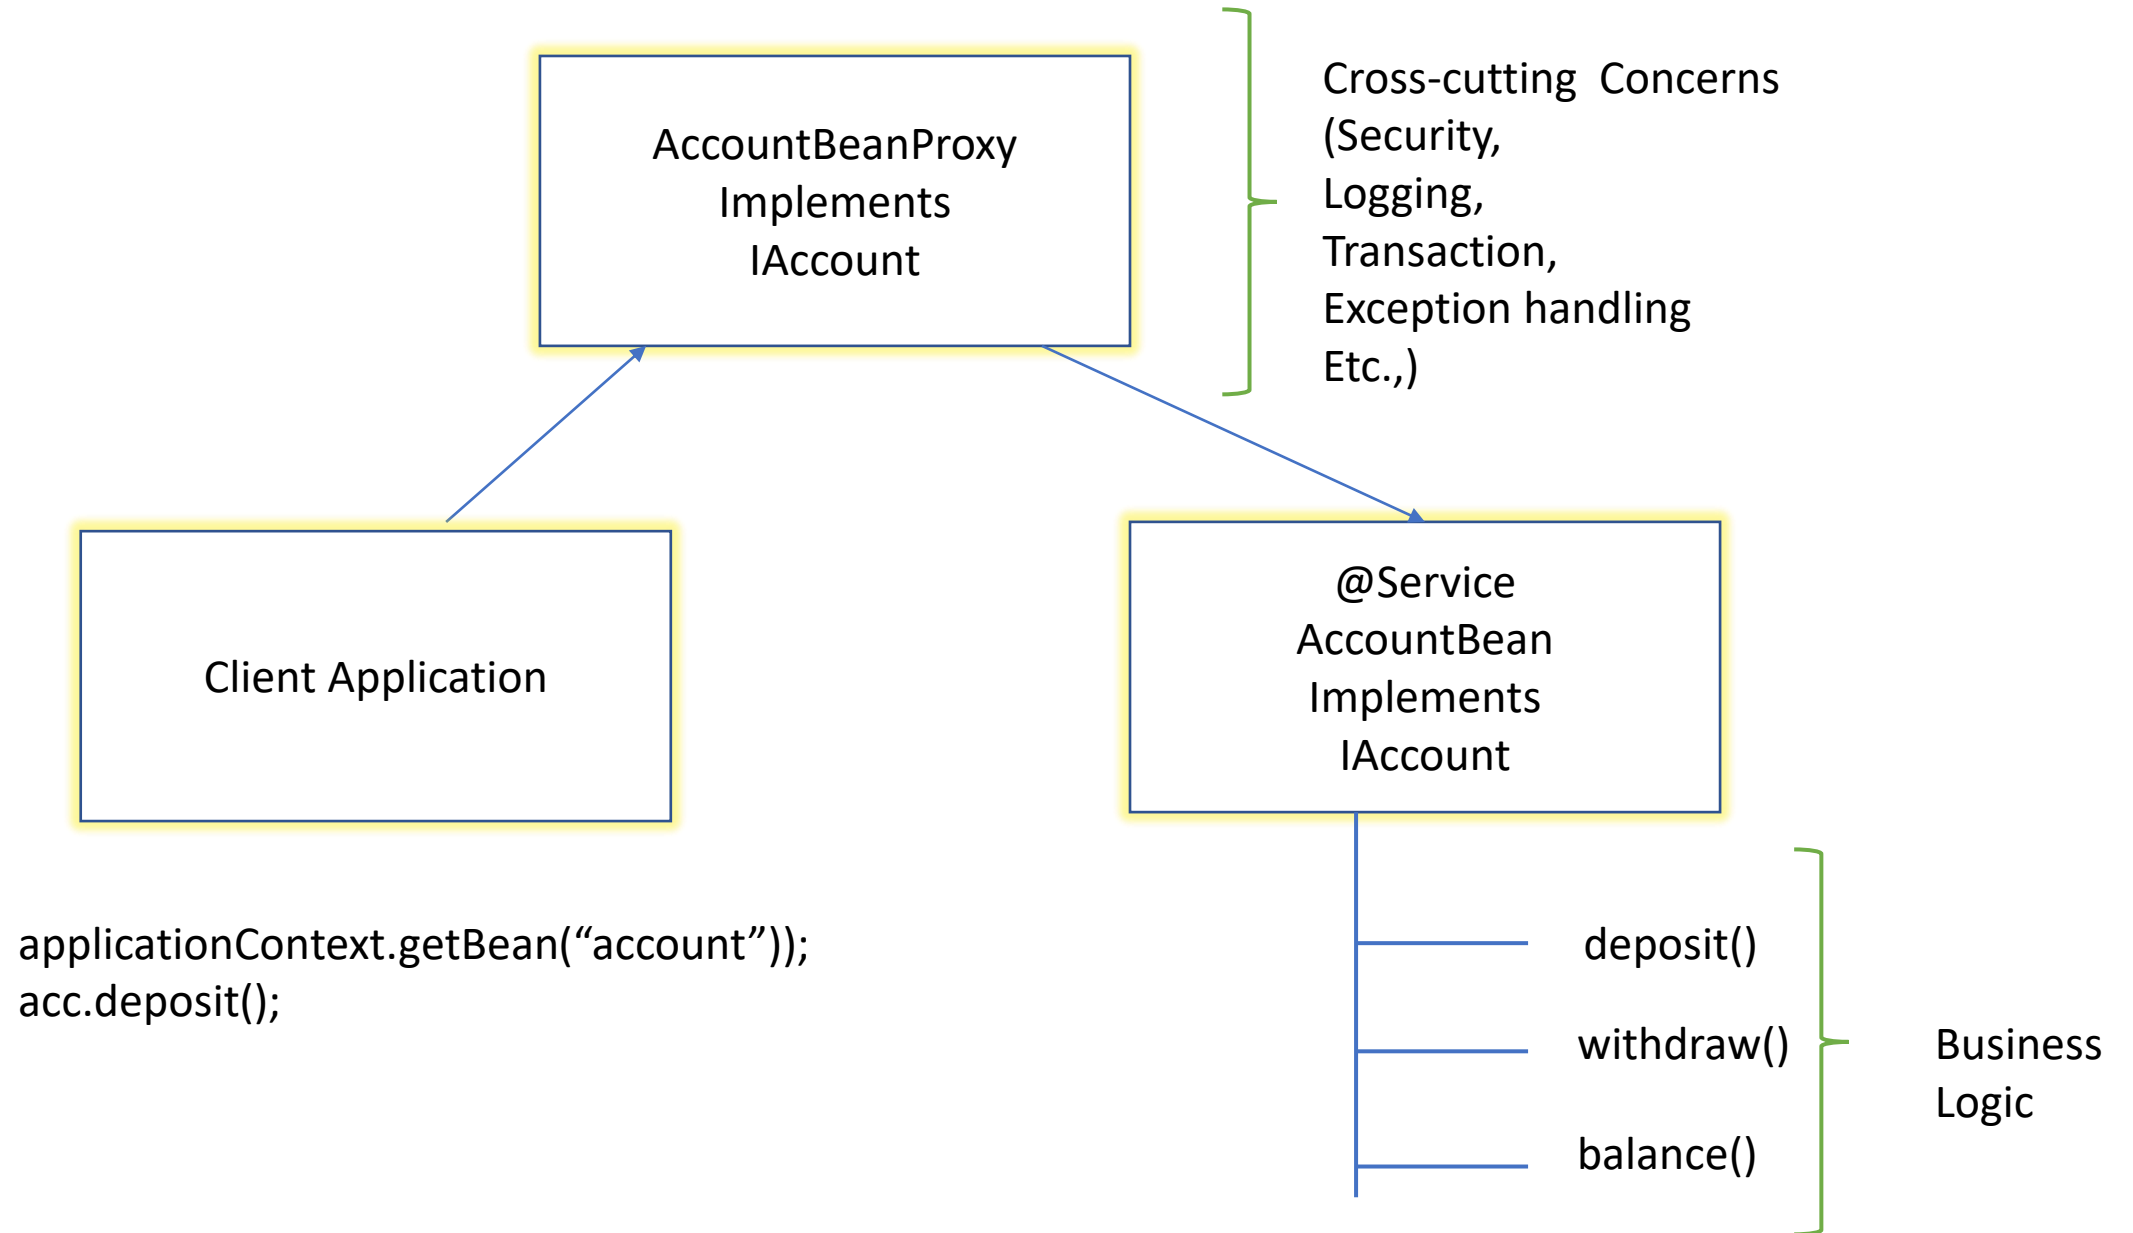 AccountBeanProxy
Implements
IAccount
Cross-cutting  Concerns
(Security,
Logging,
Transaction,
Exception handling
Etc.,)
Client Application
@Service
AccountBean
Implements
IAccount
applicationContext.getBean(“account”));
acc.deposit();
deposit()
withdraw()
balance()
Business
Logic